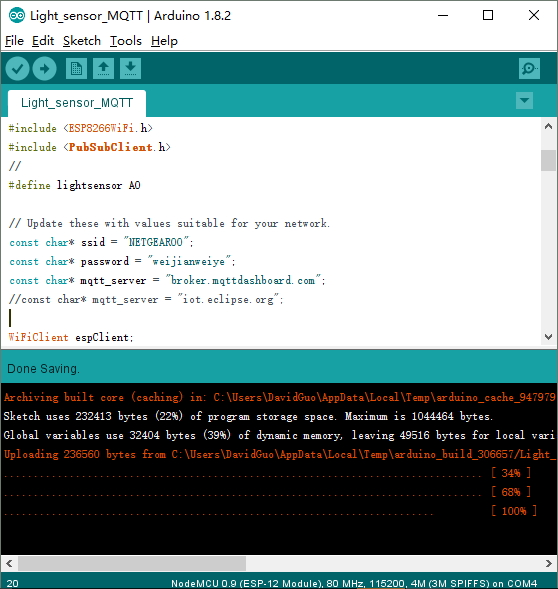 Light_sensor_MQTT | Arduino 1.8.2
File Edit Sketch Tools Help
Light_sensor_MQTT
#include <ESP8266WiFi.h>
#include <PubSubClient.h>
//
#define lightsensor A0
// Update these with values suitable for your network.
const char* ssid = "NETGEAR00";
const char* password = "weijianweiye";
const char* mqtt_server = "broker.mqttdashboard.com";
//const char* mqtt_server = "iot.eclipse.org";
WiFiClient espClient;
Done Saving.
Archiving built core (caching) in: C:\Users\DavidGuo\AppData\Local\Temp\arduino_cache_947979
Sketch uses 232413 bytes (22%) of program storage space. Maximum is 1044464 bytes.
Global variables use 32404 bytes (39%) of dynamic memory, leaving 49516 bytes for local vari
Uploading 236560 bytes from C:\Users\DavidGuo\AppData\Local\Temp\arduino_build_306657/Light_
................................................................................ [ 34% ]
................................................................................ [ 68% ]
........................................................................ [ 100% ]
20 NodeMCU 0.9 (ESP-12 Module), 80 MHz, 115200, 4M (3M SPIFFS) on COM4